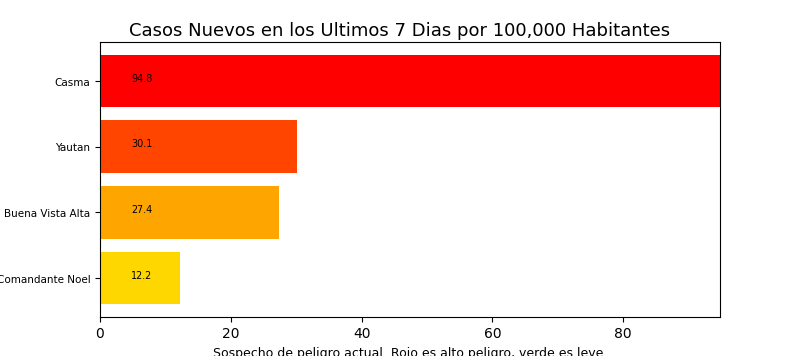 Casos Nuevos en los Ultimos 7 Dias por 100,000 Habitantes
Casma
94.8
Yautan
30.1
Buena Vista Alta
27.4
Comandante Noel
12.2
0 20 40 60 80
Sospecho de peligro actual. Rojo es alto peligro, verde es leve